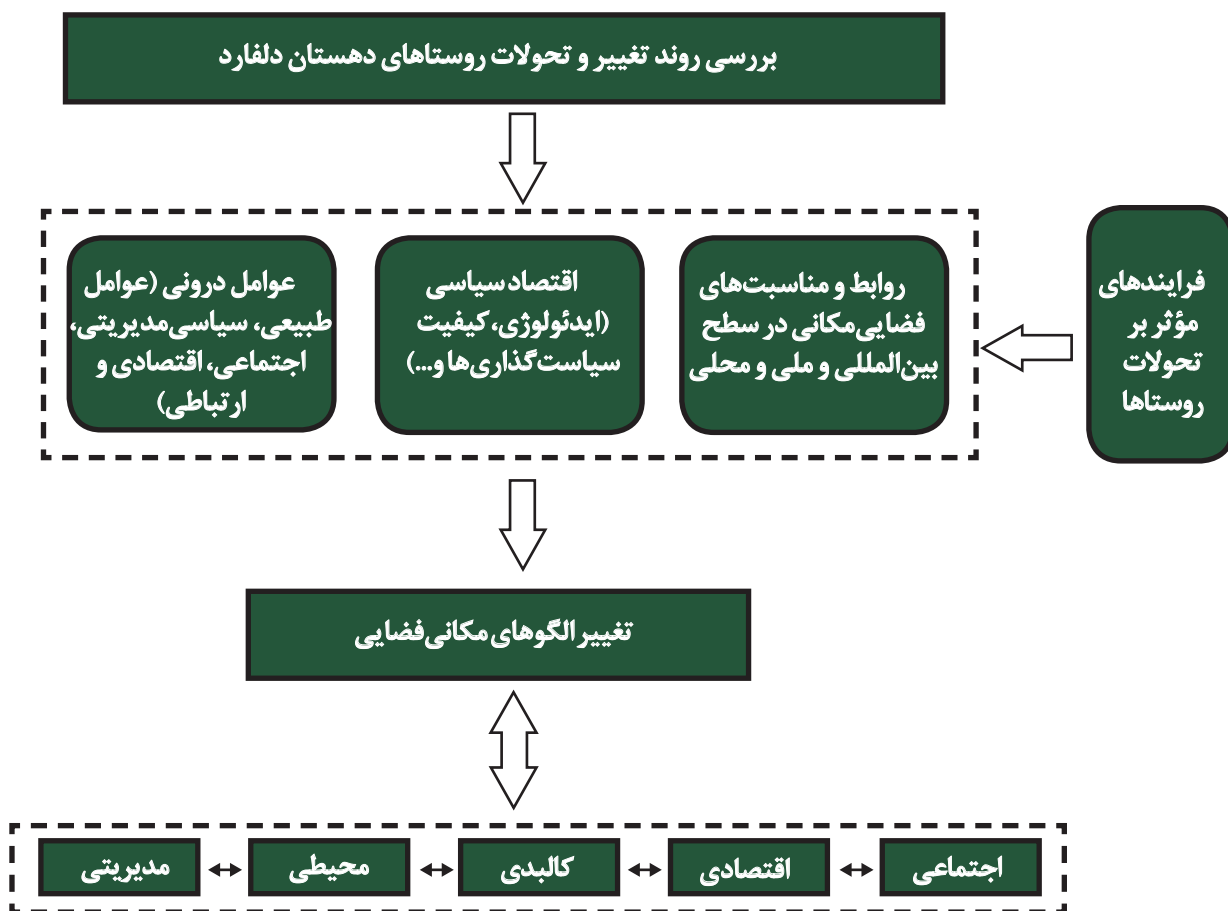 بررسی روند تغییر و تحولات روستاهای دهستان دلفارد
فرایندهای
مؤثر بر
تحولات
روستاها
روابط و مناسبت‌های
فضایی‌مکانی در سطح
بین‌المللی و ملی و محلی
اقتصاد سیاسی
(ایدئولوژی، کیفیت
سیاست‌گذاری‌ها و...)
عوامل درونی (عوامل
طبیعی، سیاسی‌مدیریتی،
اجتماعی، اقتصادی و
ارتباطی)
تغییر الگوهای مکانی‌فضایی
اجتماعی
اقتصادی
کالبدی
محیطی
مدیریتی